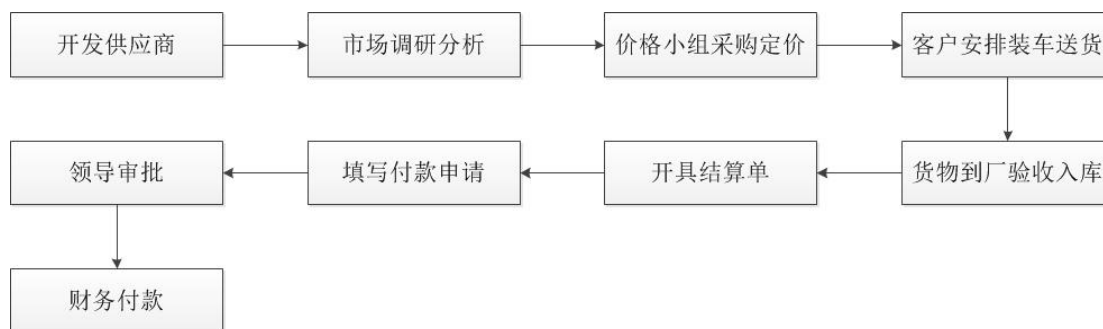 开发供应商
市场调研分析
价格小组采购定价
客户安排装车送货
货物到厂验收入库
开具结算单
填写付款申请
领导审批
财务付款